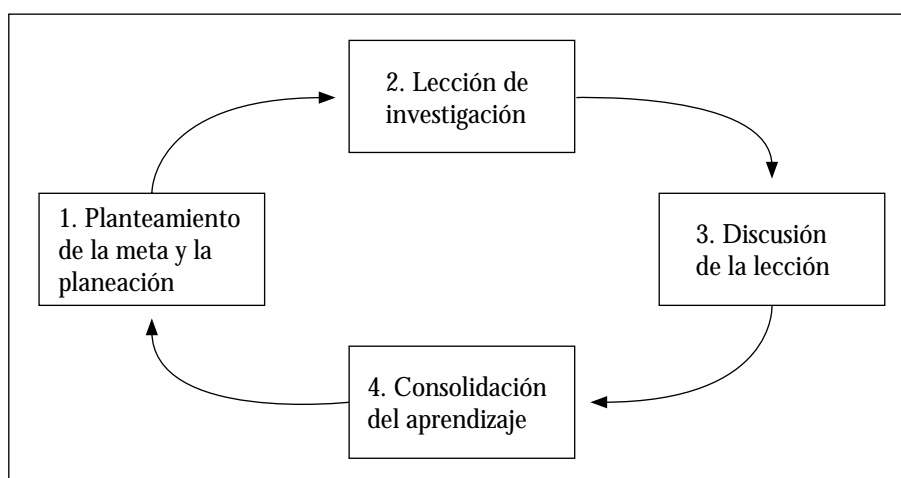 1. Planteamiento
de la meta y la
planeación
2. Lección de
investigación
3. Discusión
de la lección
4. Consolidación
del aprendizaje